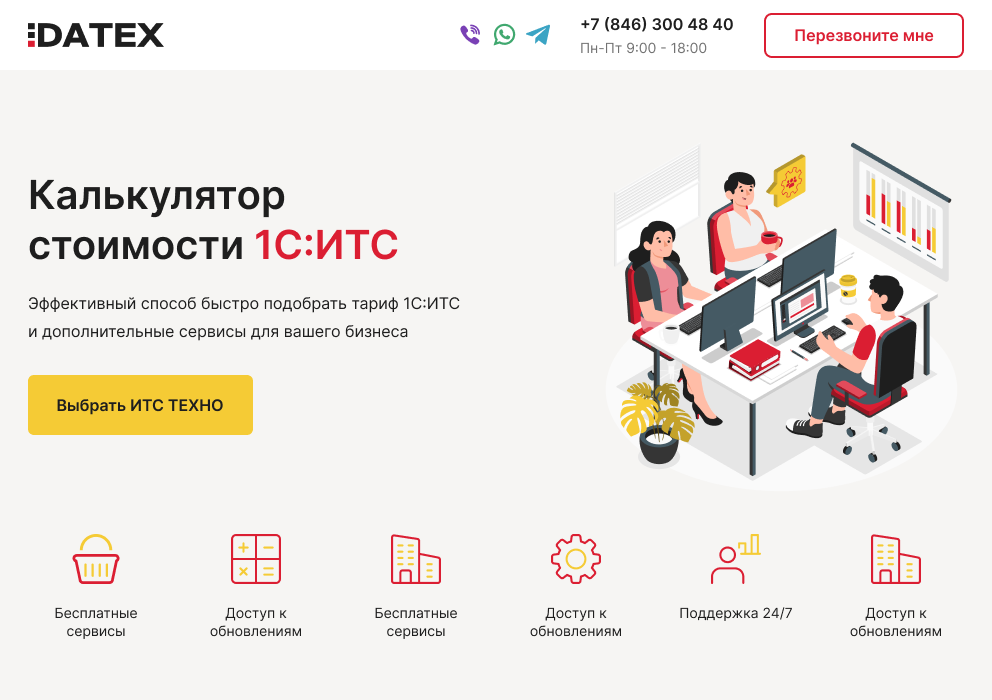 DATEX
+7 (846) 300 48 40
Пн-Пт 9:00 - 18:00
Перезвоните мне
Калькулятор
стоимости 1С:ИТС
Эффективный способ быстро подобрать тариф 1С:ИТС
и дополнительные сервисы для вашего бизнеса
Выбрать ИТС ТЕХНО
Бесплатные
сервисы
Доступ к
обновлениям
Бесплатные
сервисы
Доступ к
обновлениям
Поддержка 24/7
Доступ к
обновлениям